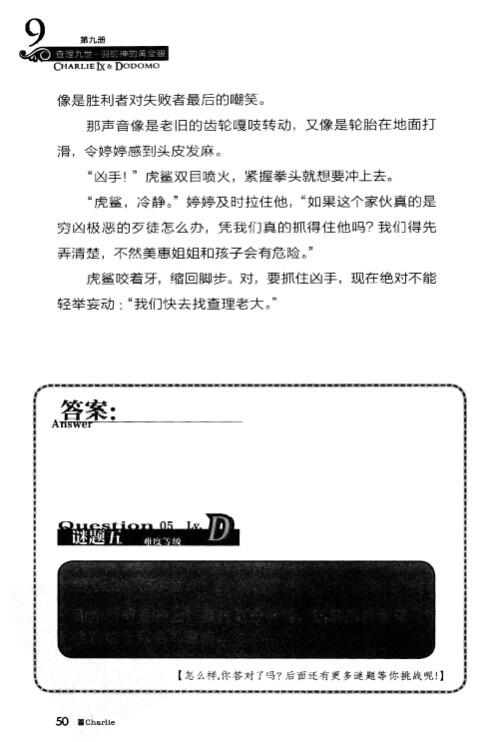 9
第九册
查理九世·羽蛇神的黄金眼
CHARLIE IX & DODOMO
像是胜利者对失败者最后的嘲笑。
那声音像是老旧的齿轮嘎吱转动，又像是轮胎在地面打
滑，令婷婷感到头皮发麻。
“凶手！”虎鲨双目喷火，紧握拳头就想要冲上去。
“虎鲨，冷静。”婷婷及时拉住他，“如果这个家伙真的是
穷凶极恶的歹徒怎么办，凭我们真的抓得住他吗？我们得先
弄清楚，不然美惠姐姐和孩子会有危险。”
虎鲨咬着牙，缩回脚步。对，要抓住凶手，现在绝对不能
轻举妄动：“我们快去找查理老大。”
答案：
Answer
Question 05 Lv. D
谜题五 难度等级
【怎么样,你答对了吗？后面还有更多谜题等你挑战呢！】
50 Charlie